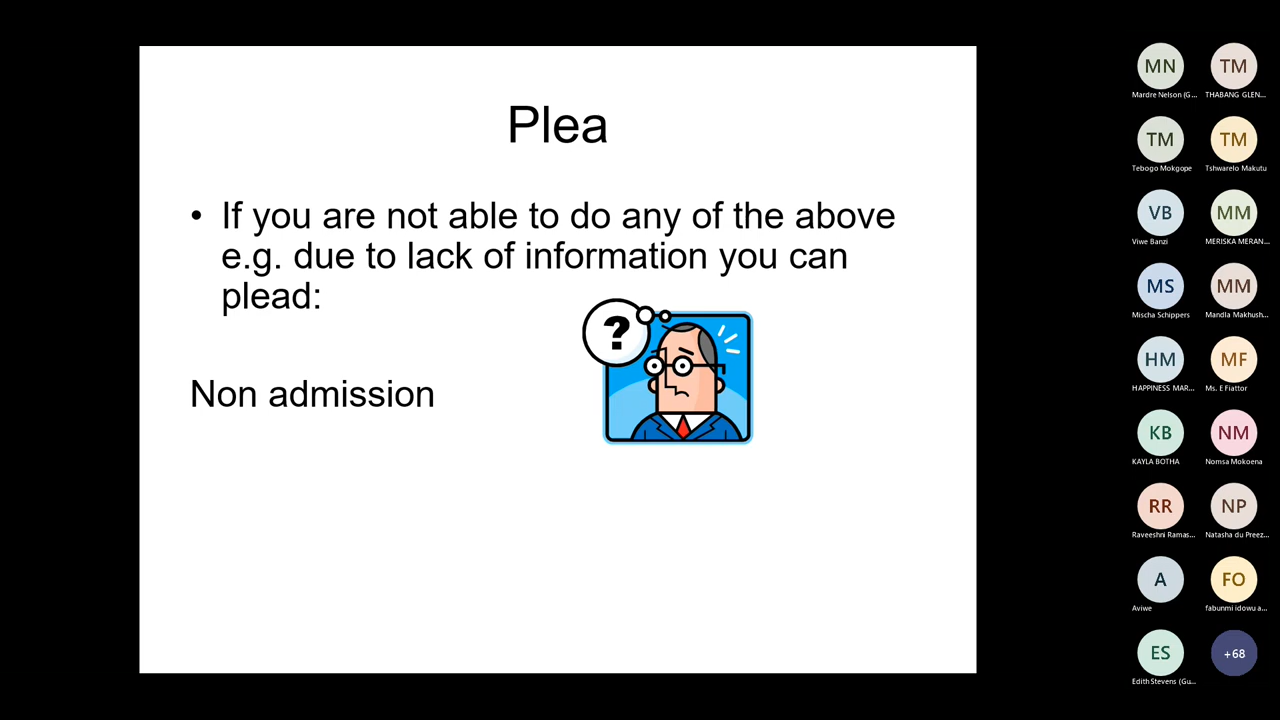 Plea
• If you are not able to do any of the above
e.g. due to lack of information you can
plead:
?
Non admission
MN TM
Mardre Nelson (G... THABANG GLEN...
TM TM
Tebogo Mokgope Tshwarelo Makutu
VB MM
Viwe Banzi MERISKA MERAN...
MS MM
Mischa Schippers Mandla Makhush...
HM MF
HAPPINESS MAR... Ms. E Fiattor
KB NM
KAYLA BOTHA Nomsa Mokoena
RR NP
Raveeshni Ramas... Natasha du Preez...
A FO
Aviwe fabunmi idowu a...
ES +68
Edith Stevens (Gu...